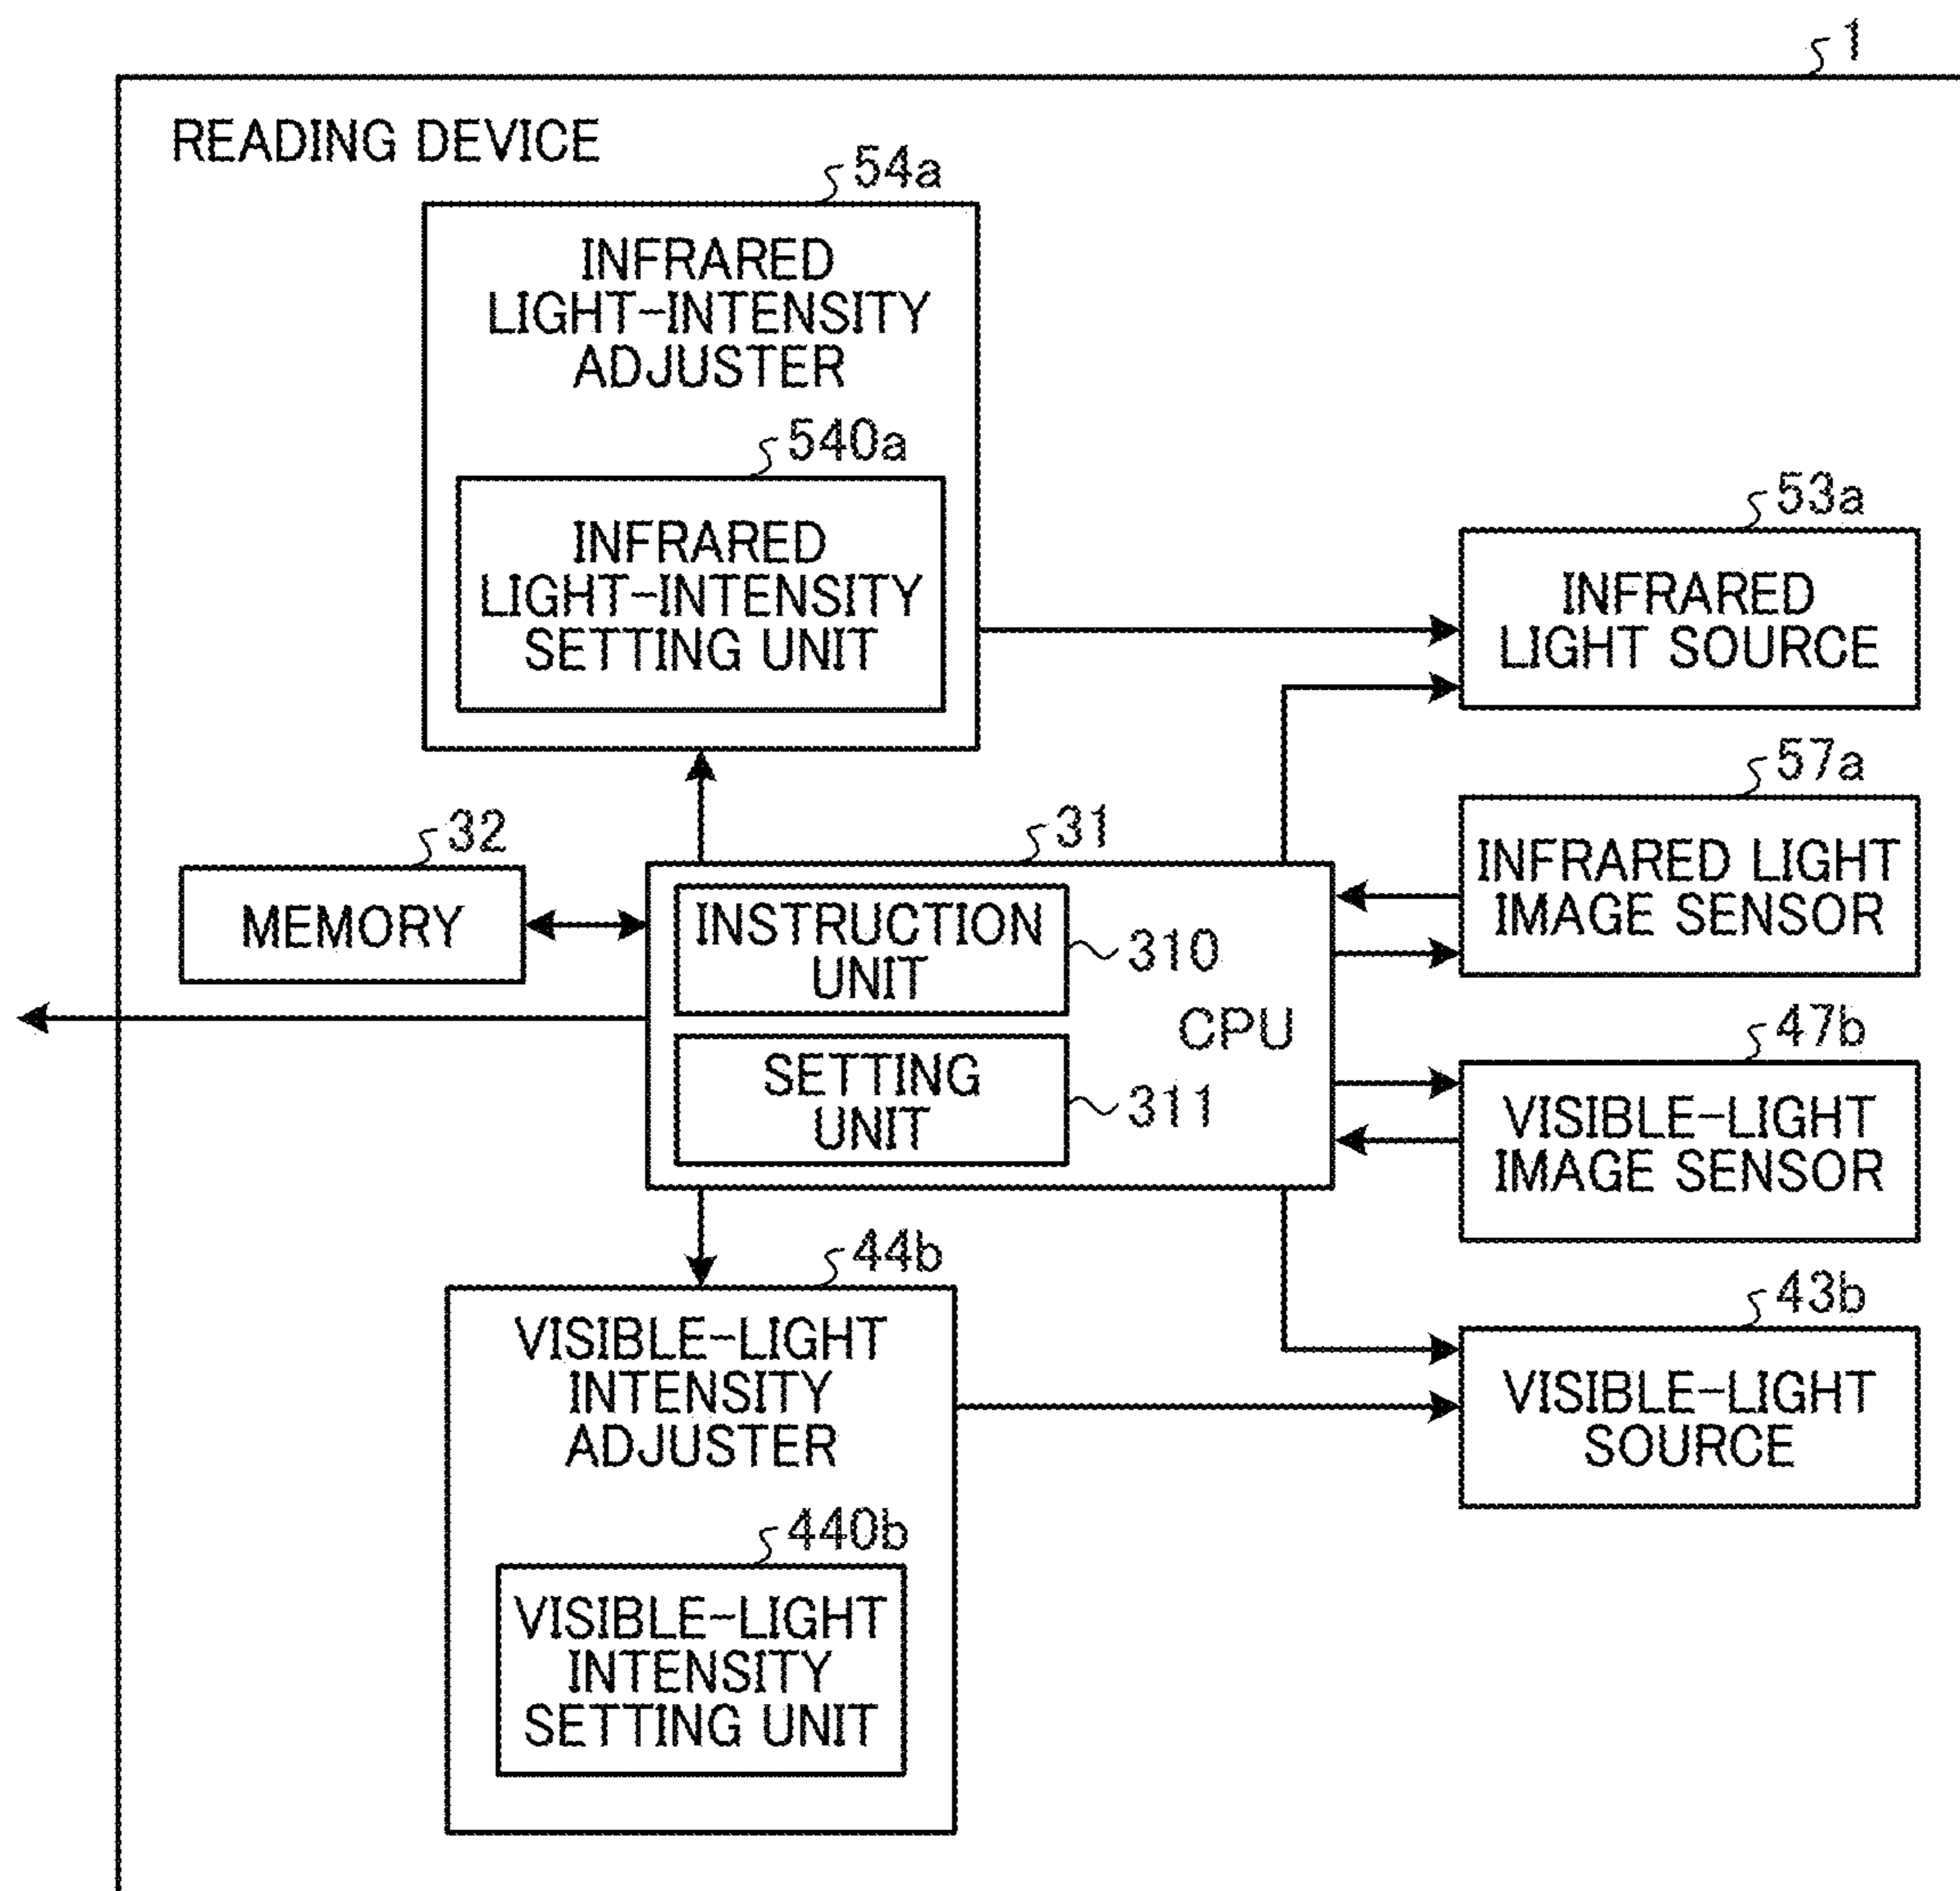 1
READING DEVICE
54a
INFRARED
LIGHT-INTENSITY
ADJUSTER
540a
INFRARED
LIGHT-INTENSITY
SETTING UNIT
53a
INFRARED
LIGHT SOURCE
57a
INFRARED LIGHT
IMAGE SENSOR
32
MEMORY
31
INSTRUCTION
UNIT
310
CPU
SETTING
UNIT
311
47b
VISIBLE-LIGHT
IMAGE SENSOR
44b
VISIBLE-LIGHT
INTENSITY
ADJUSTER
440b
VISIBLE-LIGHT
INTENSITY
SETTING UNIT
43b
VISIBLE-LIGHT
SOURCE